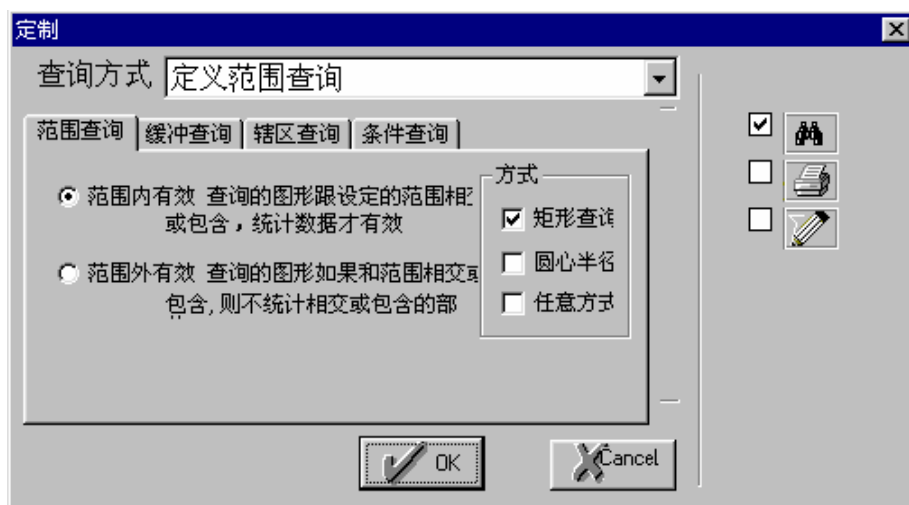 定制
查询方式 定义范围查询
范围查询 缓冲查询 辖区查询 条件查询
范围内有效 查询的图形跟设定的范围相交
或包含，统计数据才有效
范围外有效 查询的图形如果和范围相交或
包含,则不统计相交或包含的部
方式
矩形查询
圆心半径
任意方式
OK
Cancel